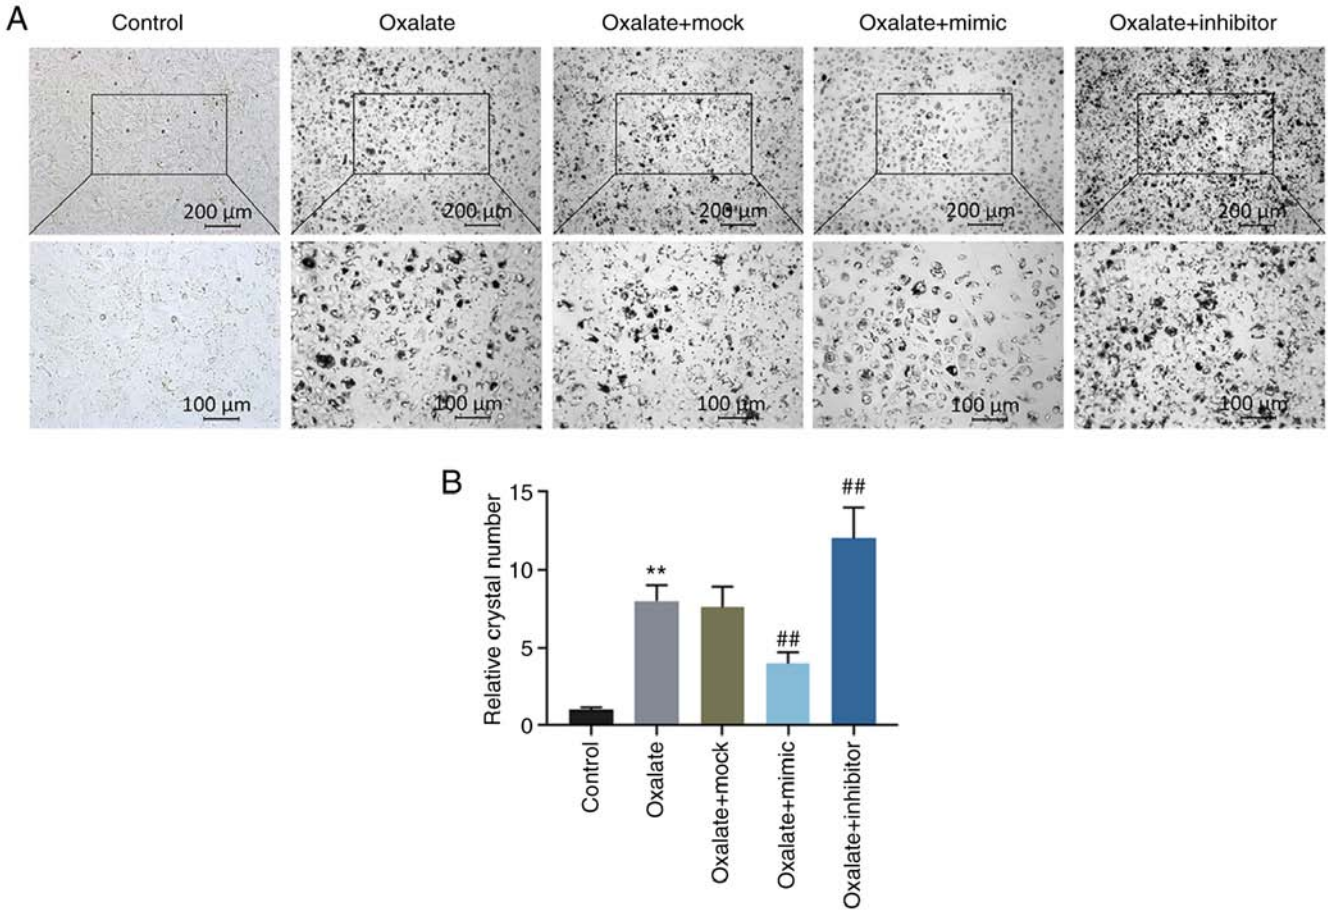 A
Control
Oxalate
Oxalate+mock
Oxalate+mimic
Oxalate+inhibitor
200 μm
200 μm
200 μm
200 μm
200 μm
100 μm
100 μm
100 μm
100 μm
100 μm
B
Relative crystal number
15
10
5
0
**
##
##
Control
Oxalate
Oxalate+mock
Oxalate+mimic
Oxalate+inhibitor